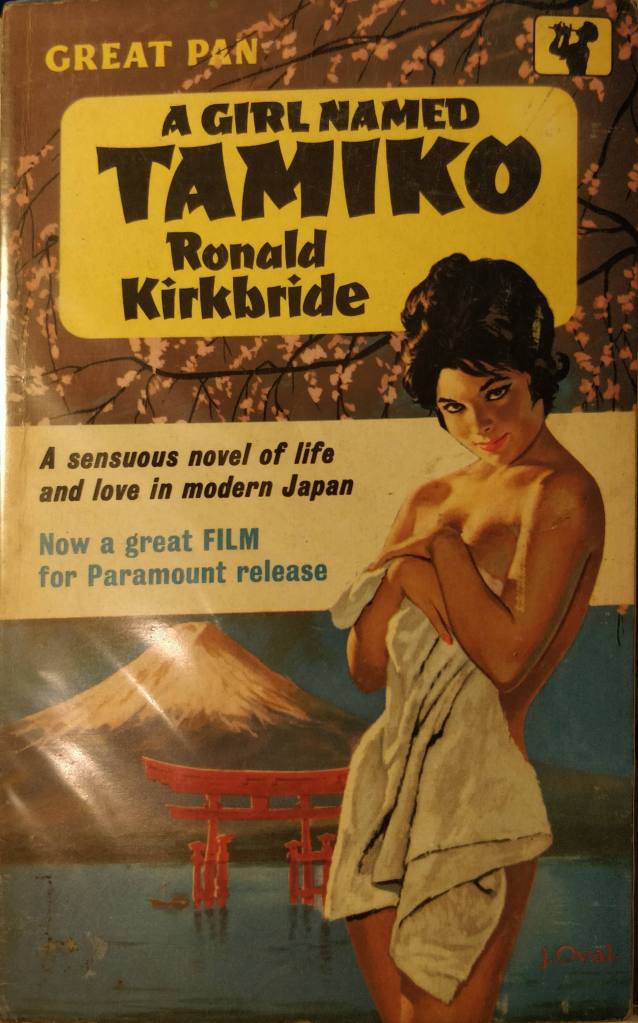 GREAT PAN
A GIRL NAMED
TAMIKO
Ronald
Kirkbride
A sensuous novel of life
and love in modern Japan
Now a great FILM
for Paramount release
J. Oval